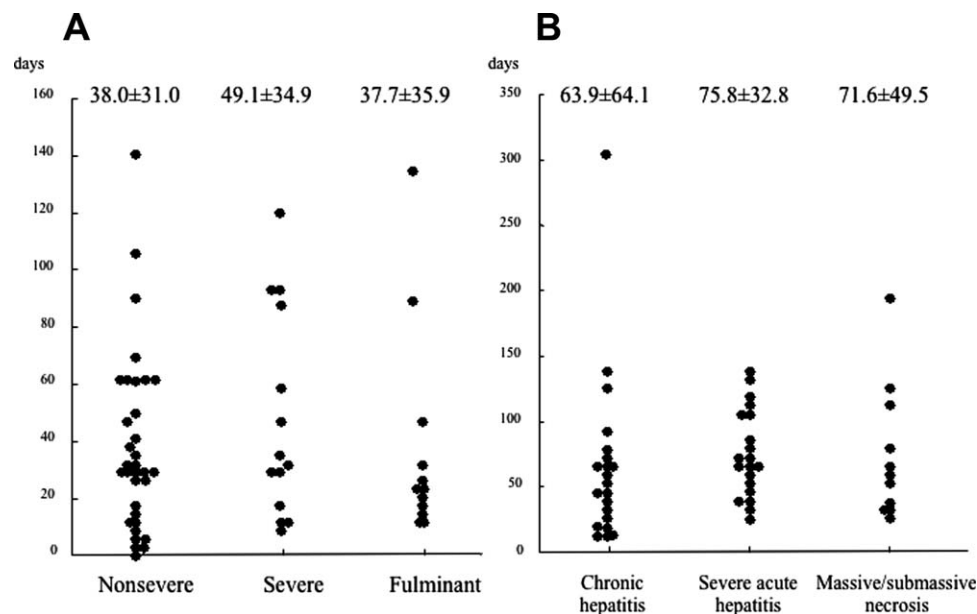 A
days
38.0±31.0 49.1±34.9 37.7±35.9
160
140
120
100
80
60
40
20
0
Nonsevere Severe Fulminant
B
days
63.9±64.1 75.8±32.8 71.6±49.5
350
300
250
200
150
100
50
0
Chronic hepatitis
Severe acute hepatitis
Massive/submassive necrosis